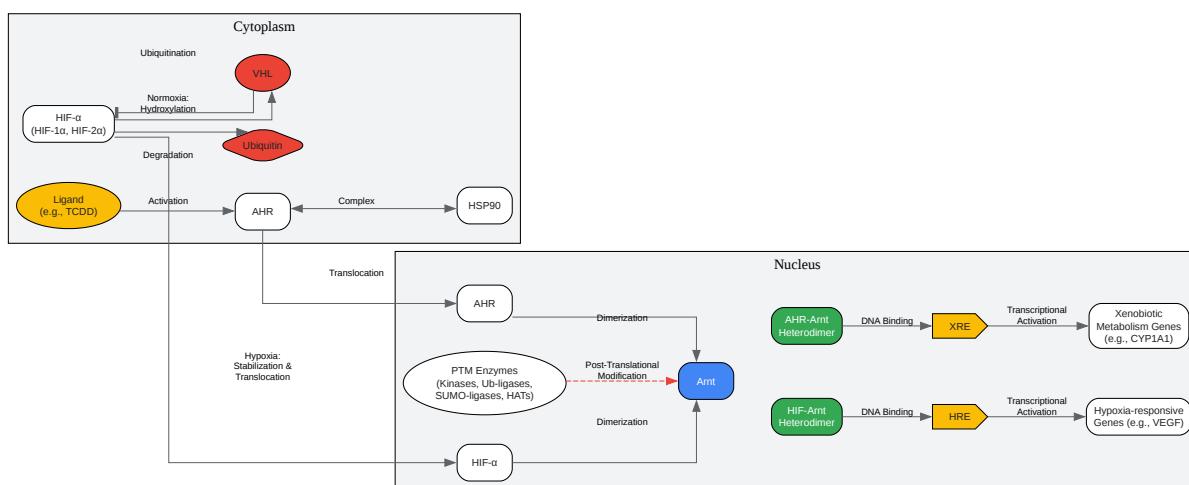 Cytoplasm
Ubiquitination
VHL
Normoxia:
Hydroxylation
HIF-α
(HIF-1α, HIF-2α)
Ubiquitin
Degradation
Ligand
(e.g., TCDD)
Activation
AHR
Complex
HSP90
Nucleus
Translocation
AHR
Dimerization
AHR-Arnt
Heterodimer
DNA Binding
XRE
Transcriptional
Activation
Xenobiotic
Metabolism Genes
(e.g., CYP1A1)
Hypoxia:
Stabilization &
Translocation
PTM Enzymes
(Kinases, Ub-ligases,
SUMO-ligases, HATs)
Post-Translational
Modification
Arnt
Dimerization
HIF-Arnt
Heterodimer
DNA Binding
HRE
Transcriptional
Activation
Hypoxia-responsive
Genes (e.g., VEGF)
HIF-α